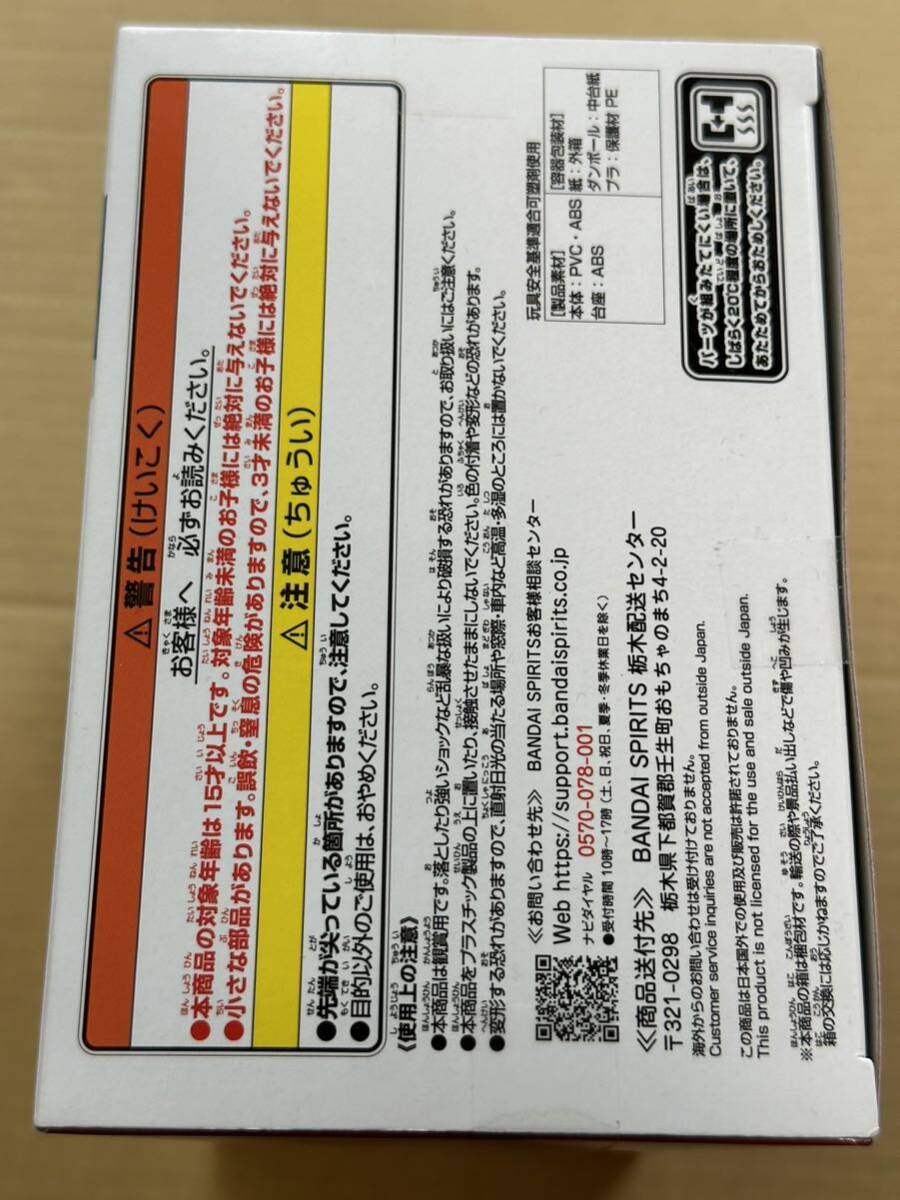 ⚠警告(けいこく)
お客様へ 必ずお読みください。
●本商品の対象年齢は15才以上です。対象年齢未満のお子様には絶対に与えないでください。
●小さな部品があります。誤飲・窒息の危険がありますので、3才未満のお子様には絶対に与えないでください。
⚠注意(ちゅうい)
●先端が尖っている箇所がありますので、注意してください。
●目的以外のご使用は、おやめください。
《使用上の注意》
●本商品は観賞用です。落としたり強いショックなど乱暴な扱いにより破損する恐れがありますので、お取り扱いにはご注意ください。
●本商品をプラスチック製品の上に置いたり、接触させたままにしないでください。色の付着や変形などの恐れがあります。
●変形する恐れがありますので、直射日光の当たる場所や窓際・車内など高温・多湿のところには置かないでください。
《お問い合わせ先》 BANDAI SPIRITSお客様相談センター
Web https://support.bandaispirits.co.jp
ナビダイヤル 0570-078-001
●受付時間 10時~17時(土、日、祝日、夏季・冬季休業日を除く)
《商品送付先》 BANDAI SPIRITS 栃木配送センター
〒321-0298 栃木県下都賀郡壬生町おもちゃのまち4-2-20
海外からのお問い合わせは受け付けておりません。
Customer service inquiries are not accepted from outside Japan.
この商品は日本国外での使用及び販売は許諾されておりません。
This product is not licensed for the use and sale outside Japan.
※本商品の箱は梱包材です。輸送の際や景品払い出しなどで傷や凹みが生じます。
箱の交換には応じかねますのでご了承ください。
玩具安全基準適合可塑剤使用
[製品素材]
本体:PVC・ABS
台座:ABS
[容器包装材]
紙:外箱
ダンボール:中台紙
プラ:保護材 PE
パーツが組みたてにくい場合は、
しばらく20℃程度の場所に置いて、
あたためてからおためしください。